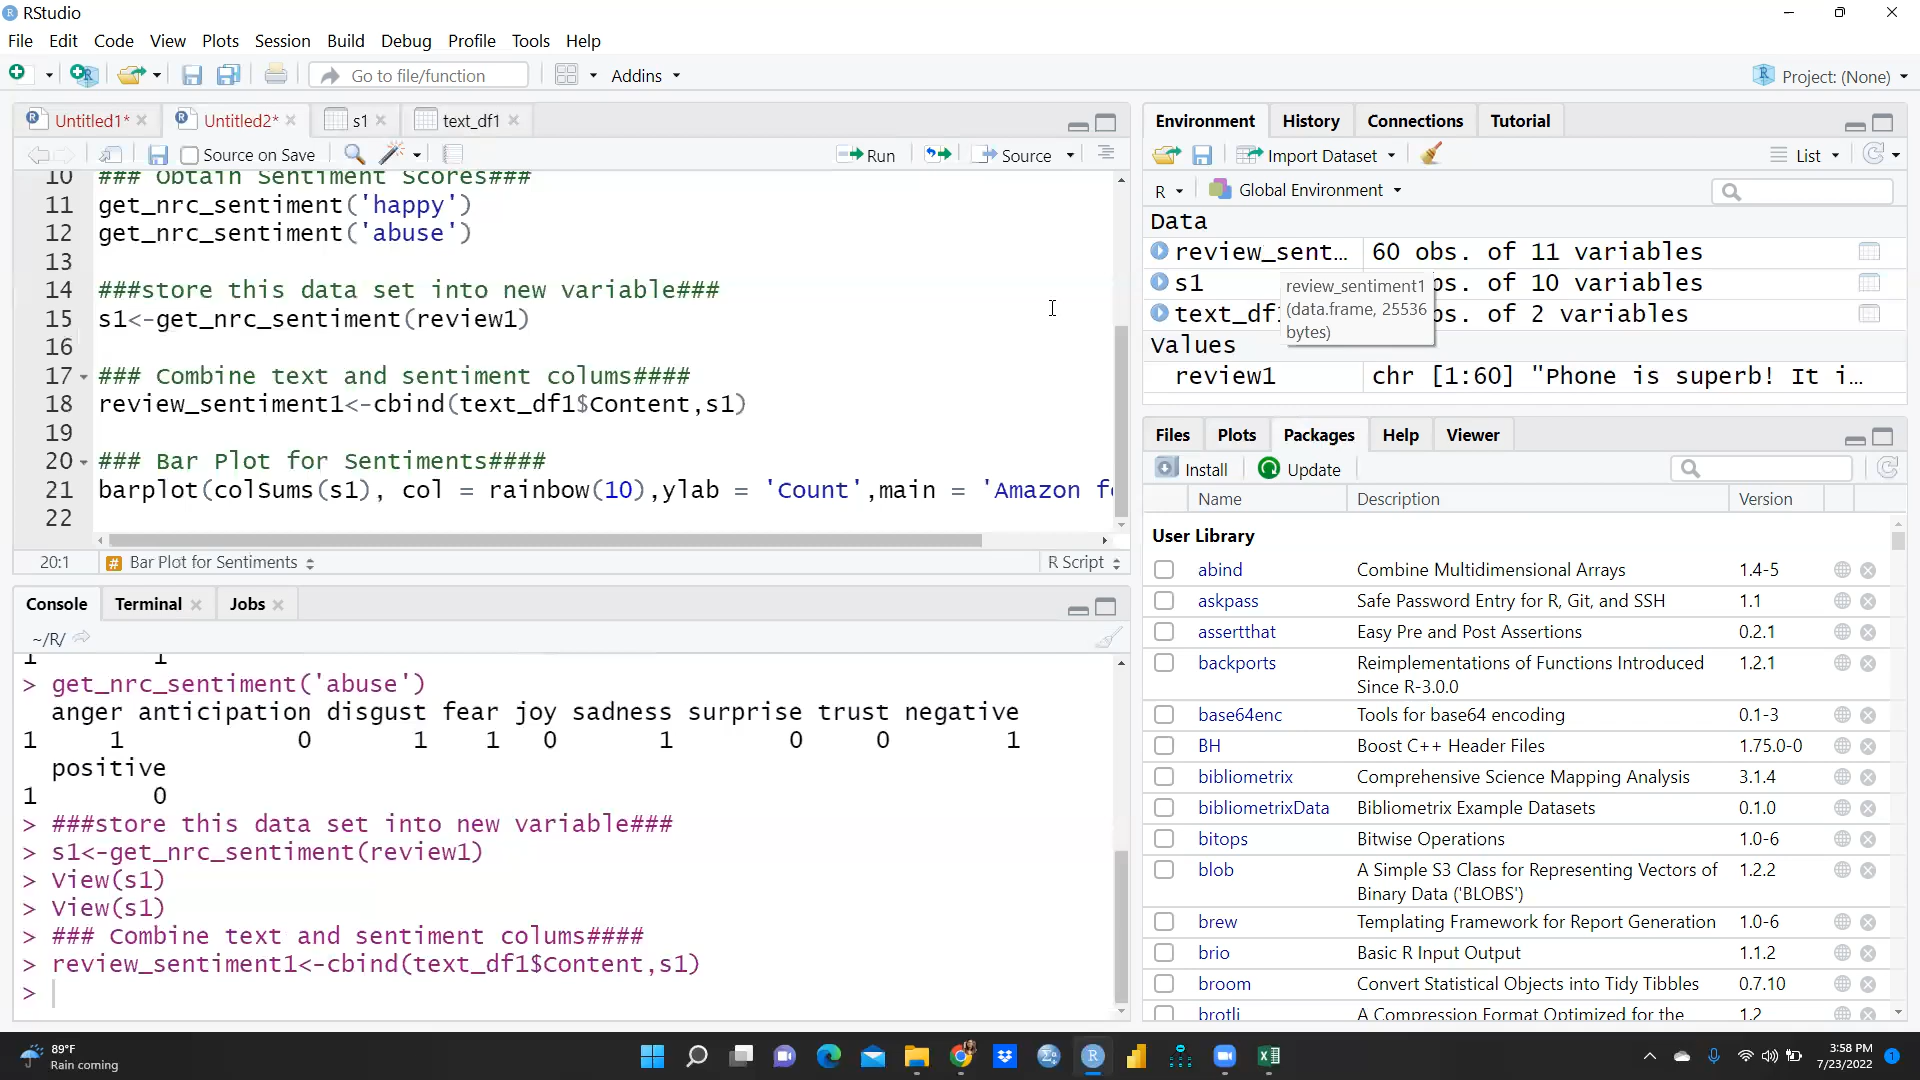 RStudio
File Edit Code View Plots Session Build Debug Profile Tools Help
Go to file/function Addins Project: (None)
Untitled1* Untitled2* s1 text_df1
Source on Save Run Source
10 ### Obtain Sentiment Scores###
11 get_nrc_sentiment('happy')
12 get_nrc_sentiment('abuse')
13
14 ###store this data set into new variable###
15 s1<-get_nrc_sentiment(review1)
16
17 ### Combine text and sentiment colums####
18 review_sentiment1<-cbind(text_df1$Content,s1)
19
20 ### Bar Plot for Sentiments####
21 barplot(colSums(s1), col = rainbow(10),ylab = 'Count',main = 'Amazon f
22
20:1 # Bar Plot for Sentiments R Script
Console Terminal Jobs
~/R/
1 1
> get_nrc_sentiment('abuse')
anger anticipation disgust fear joy sadness surprise trust negative
1 1 0 1 1 0 1 0 0 1
positive
1 0
> ###store this data set into new variable###
> s1<-get_nrc_sentiment(review1)
> View(s1)
> View(s1)
> ### Combine text and sentiment colums####
> review_sentiment1<-cbind(text_df1$Content,s1)
>
Environment History Connections Tutorial
Import Dataset List
R Global Environment
Data
review_sent... 60 obs. of 11 variables
s1 bs. of 10 variables
text_df bs. of 2 variables
review_sentiment1
(data.frame, 25536
bytes)
Values
review1 chr [1:60] "Phone is superb! It i...
Files Plots Packages Help Viewer
Install Update
Name Description Version
User Library
abind Combine Multidimensional Arrays 1.4-5
askpass Safe Password Entry for R, Git, and SSH 1.1
assertthat Easy Pre and Post Assertions 0.2.1
backports Reimplementations of Functions Introduced 1.2.1
Since R-3.0.0
base64enc Tools for base64 encoding 0.1-3
BH Boost C++ Header Files 1.75.0-0
bibliometrix Comprehensive Science Mapping Analysis 3.1.4
bibliometrixData Bibliometrix Example Datasets 0.1.0
bitops Bitwise Operations 1.0-6
blob A Simple S3 Class for Representing Vectors of 1.2.2
Binary Data ('BLOBS')
brew Templating Framework for Report Generation 1.0-6
brio Basic R Input Output 1.1.2
broom Convert Statistical Objects into Tidy Tibbles 0.7.10
brotli A Compression Format Optimized for the 1.2
89°F
Rain coming
3:58 PM
7/23/2022 1